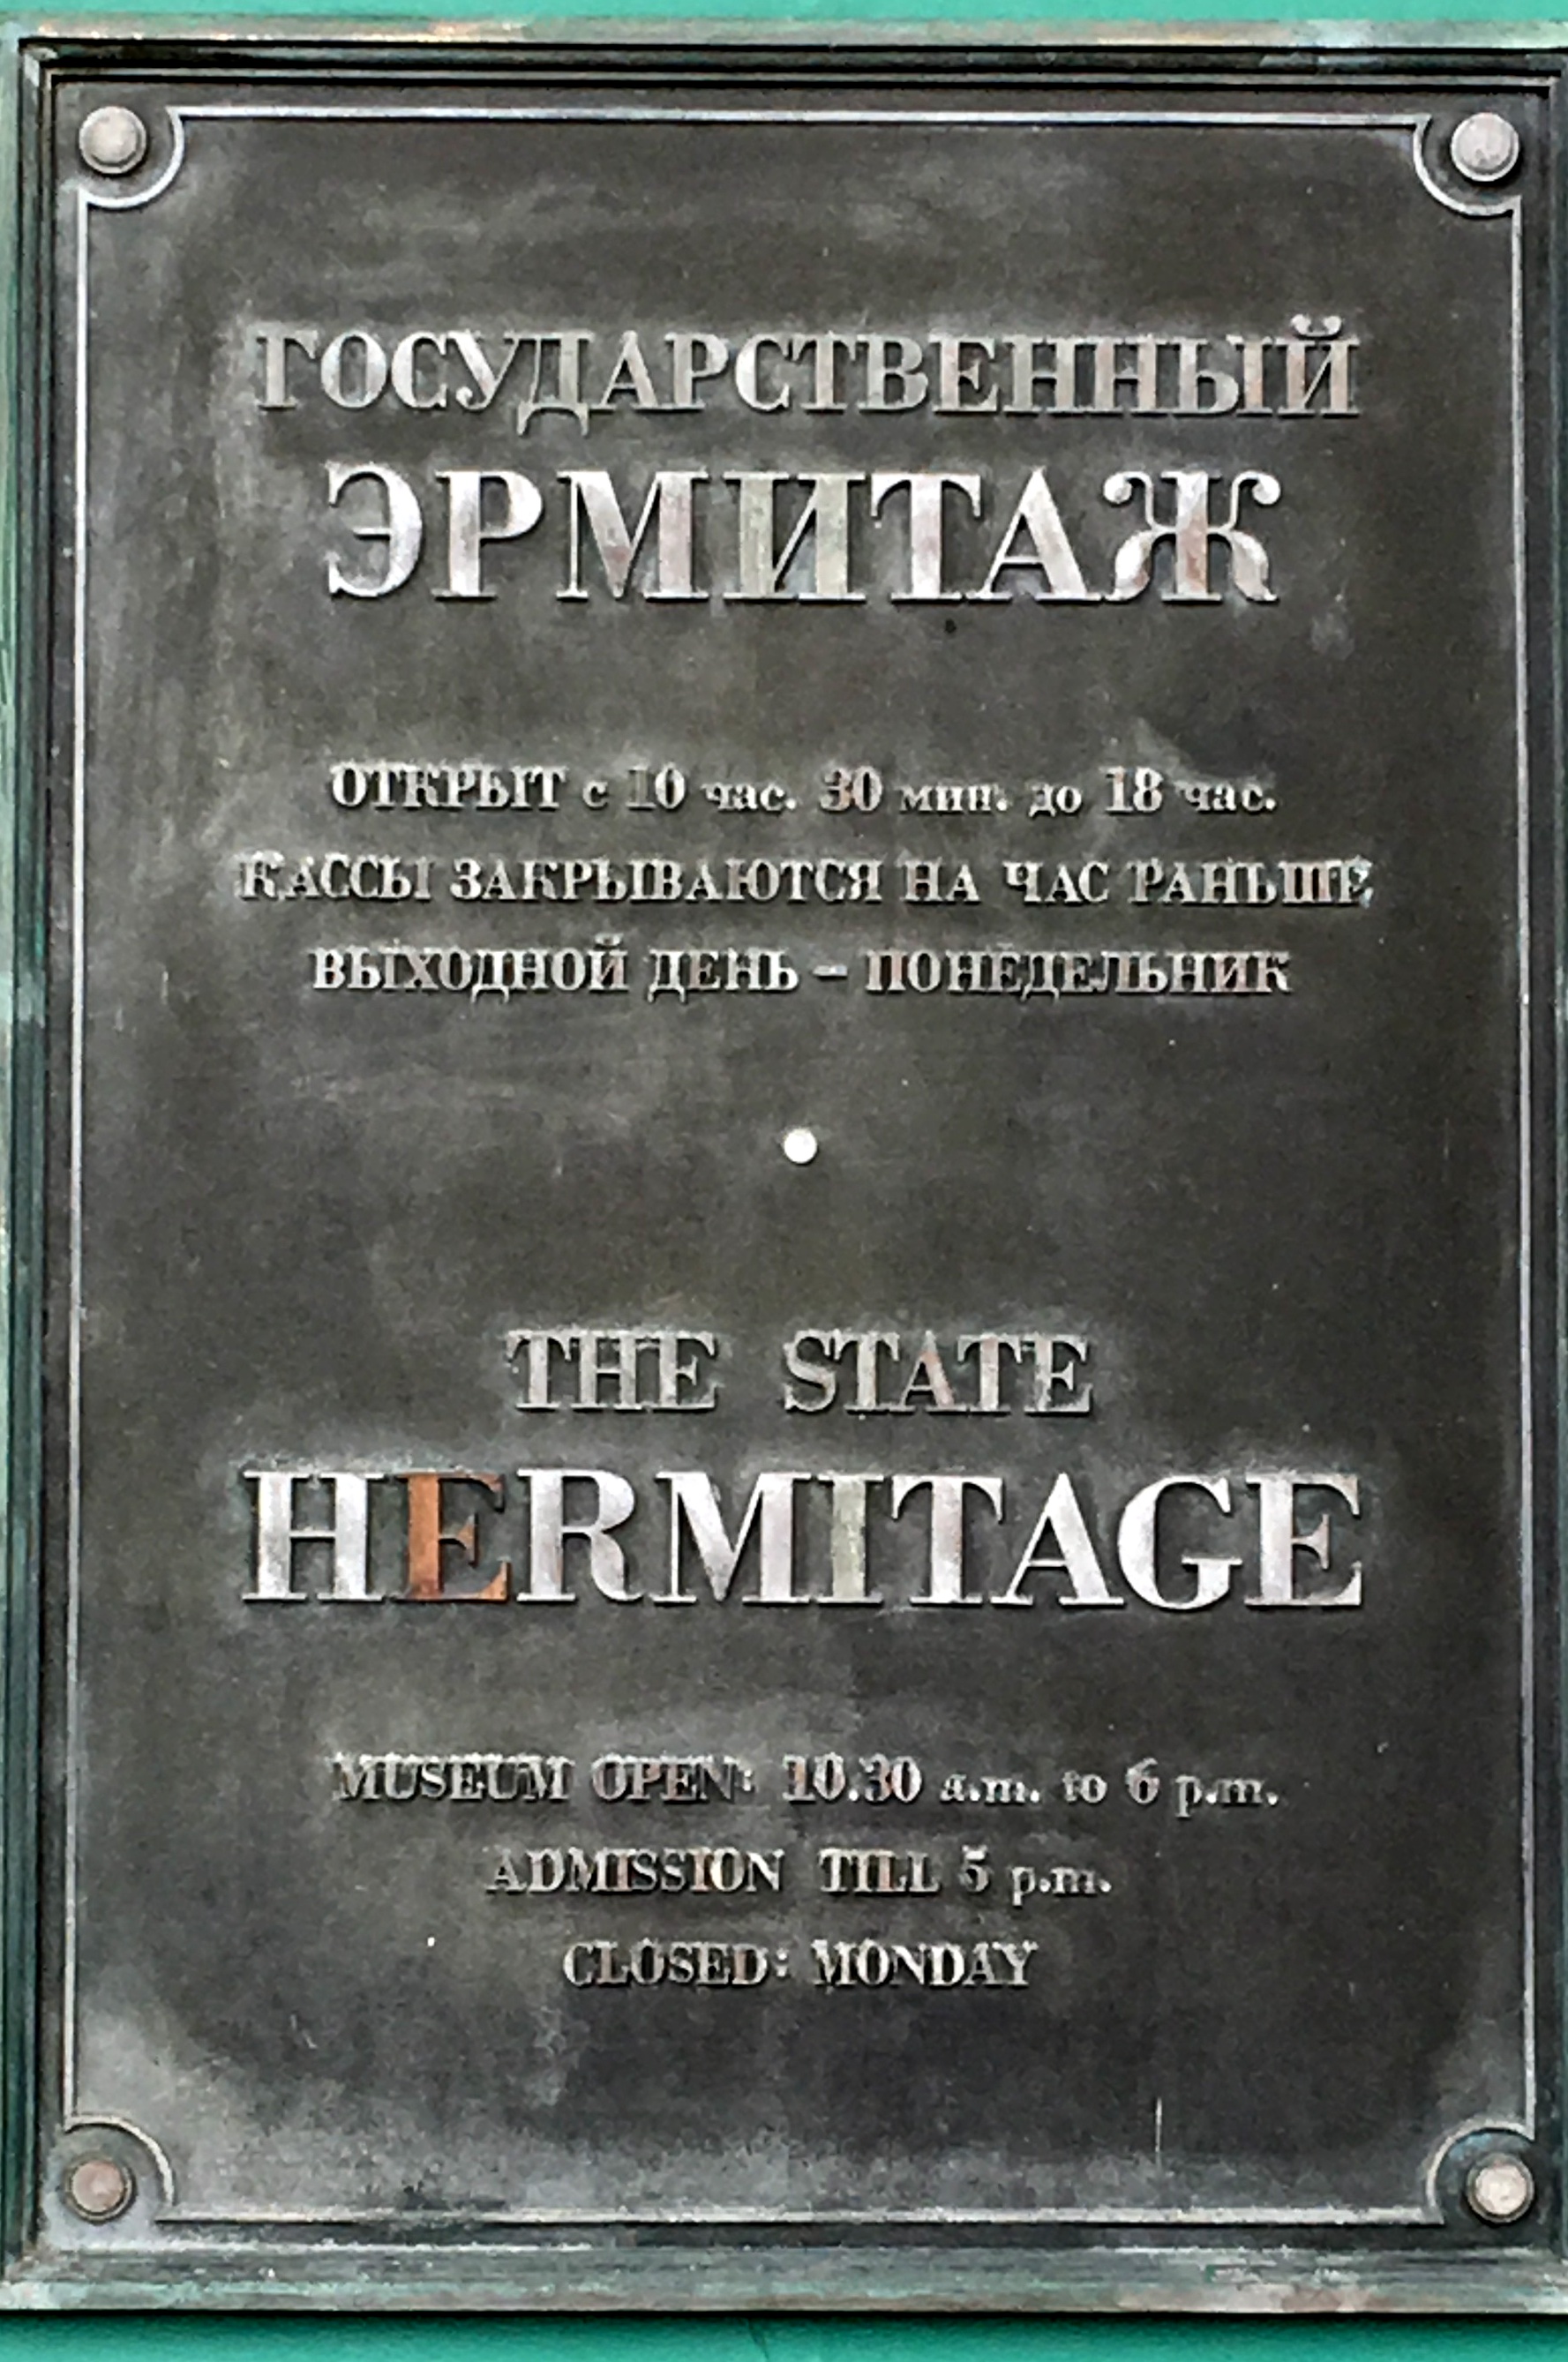 ГОСУДАРСТВЕННЫЙ
ЭРМИТАЖ
ОТКРЫТ с 10 час. 30 мин. до 18 час.
КАССЫ ЗАКРЫВАЮТСЯ НА ЧАС РАНЬШЕ
ВЫХОДНОЙ ДЕНЬ – ПОНЕДЕЛЬНИК
THE STATE
HERMITAGE
MUSEUM OPEN: 10.30 a.m. to 6 p.m.
ADMISSION TILL 5 p.m.
CLOSED: MONDAY